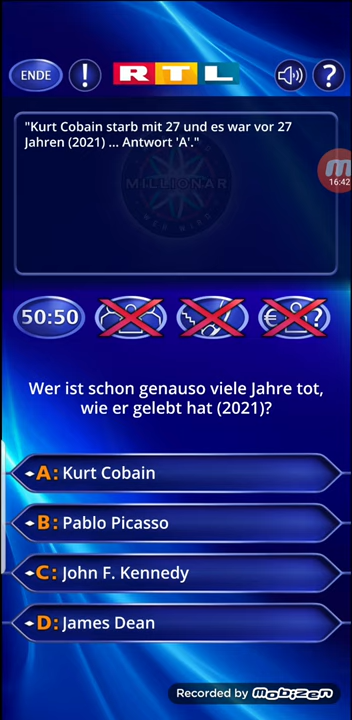 ENDE ! RTL ?
"Kurt Cobain starb mit 27 und es war vor 27
Jahren (2021) ... Antwort 'A'."
MILLIONÄR
16:42
50:50 € ?
Wer ist schon genauso viele Jahre tot,
wie er gelebt hat (2021)?
A: Kurt Cobain
B: Pablo Picasso
C: John F. Kennedy
D: James Dean
Recorded by mobizen